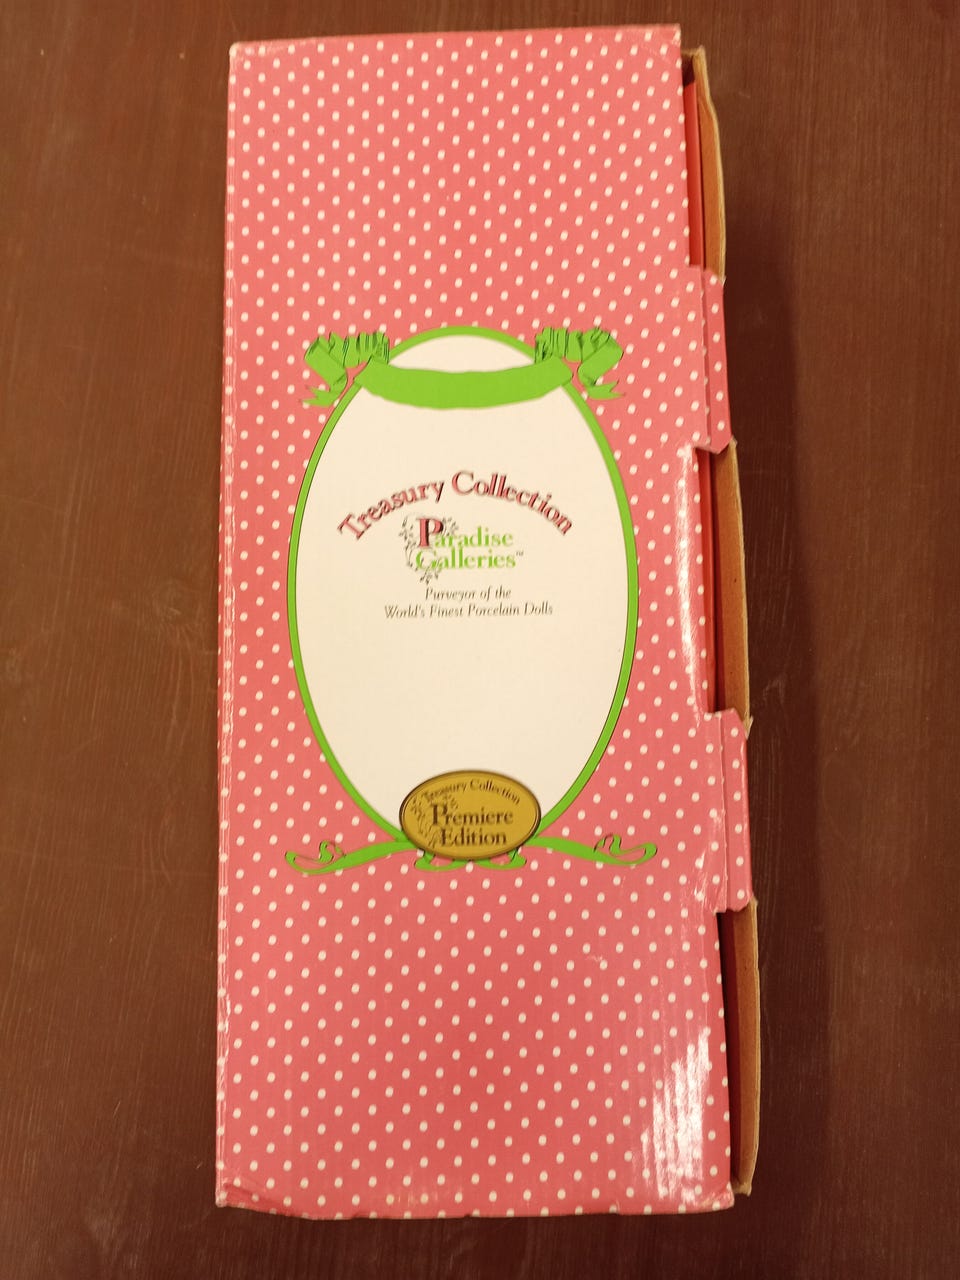 Treasury Collection
Paradise
Galleries™
Purveyor of the
World's Finest Porcelain Dolls
Treasury Collection
Premiere
Edition